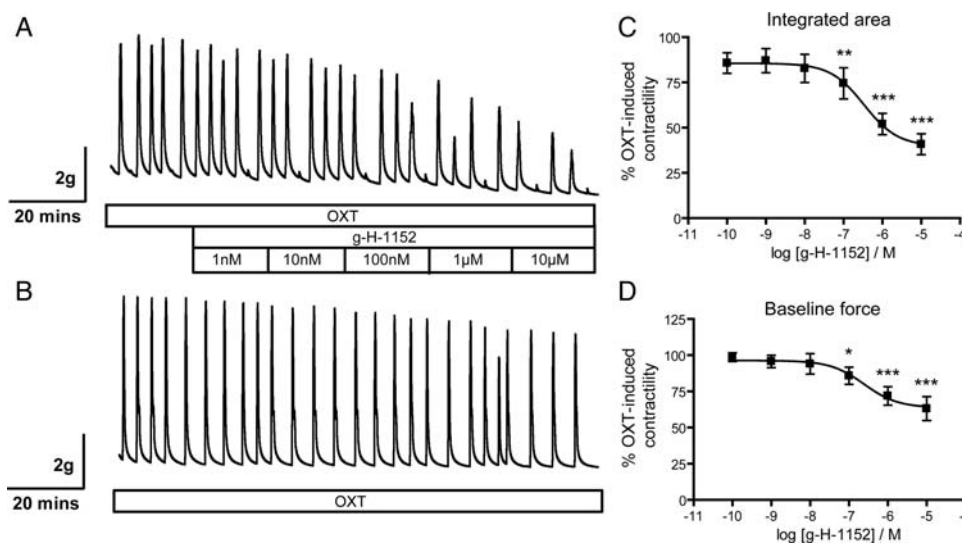 A
2g
20 mins
OXT
g-H-1152
1nM 10nM 100nM 1µM 10µM
B
2g
20 mins
OXT
C
Integrated area
% OXT-induced
contractility
100
75
50
25
0
**
***
***
-11 -10 -9 -8 -7 -6 -5 -4
log [g-H-1152] / M
D
Baseline force
% OXT-induced
contractility
125
100
75
50
25
0
*
***
***
-11 -10 -9 -8 -7 -6 -5 -4
log [g-H-1152] / M